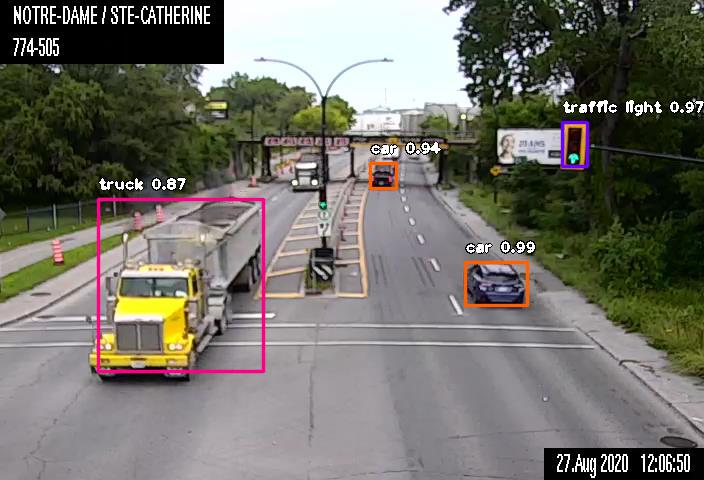 NOTRE-DAME / STE-CATHERINE
774-505
traffic light 0.97
car 0.94
truck 0.87
car 0.99
27.Aug 2020 12:06:50